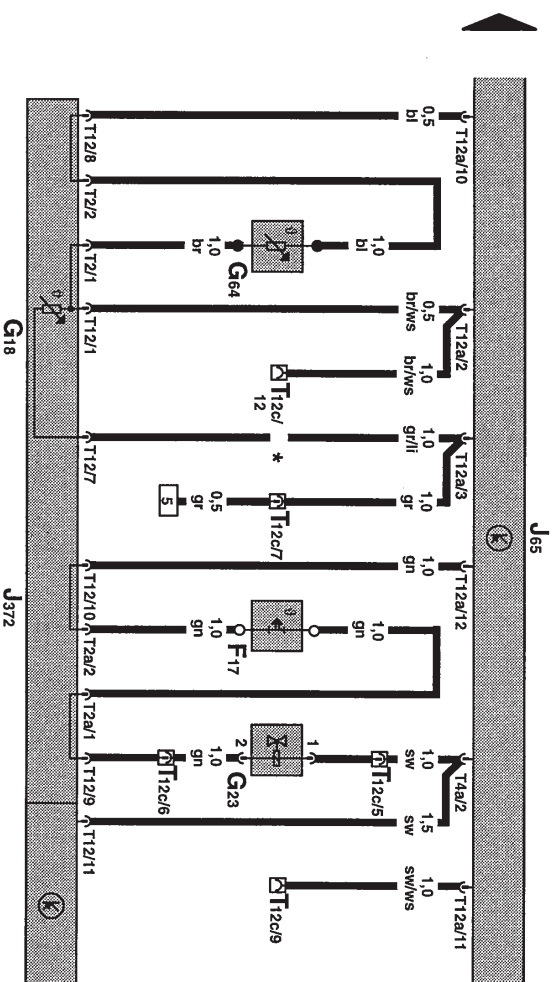 J65
T12a/10
T12a/2
T12a/3
T12a/12
T4a/2
T12a/11
k
0,5
bl
1,0
bl
0,5
br/ws
1,0
br/ws
1,0
gr/li
1,0
gr
1,0
gn
1,0
gn
1,0
sw
1,5
sw
1,0
sw/ws
ϑ
G64
1,0
br
T12c/
12
*
T12c/7
0,5
gr
5
ϑ
F17
1,0
gn
1
T12c/5
2
G23
1,0
gn
T12c/6
T12c/9
T12/8
T2/2
T2/1
T12/1
T12/7
T12/10
T2a/2
T2a/1
T12/9
T12/11
ϑ
k
G18
J372